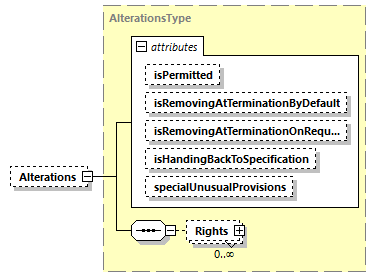 AlterationsType
attributes
isPermitted
isRemovingAtTerminationByDefault
isRemovingAtTerminationOnRequ...
isHandingBackToSpecification
Alterations
specialUnusualProvisions
Rights
0..∞